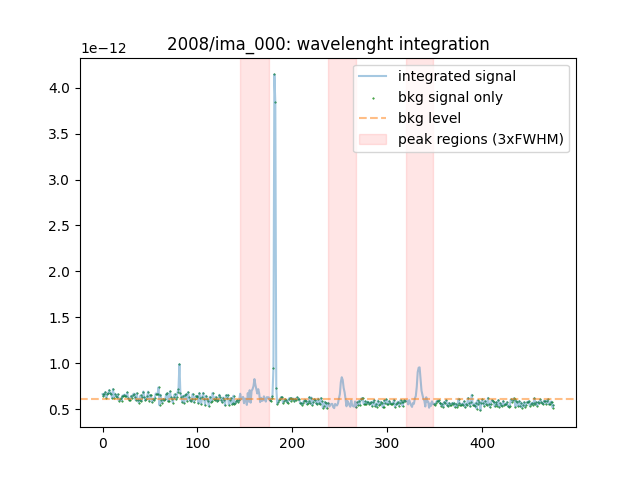 2008/ima_000: wavelenght integration
1e−12
integrated signal
bkg signal only
bkg level
peak regions (3xFWHM)
4.0
3.5
3.0
2.5
2.0
1.5
1.0
0.5
0 100 200 300 400